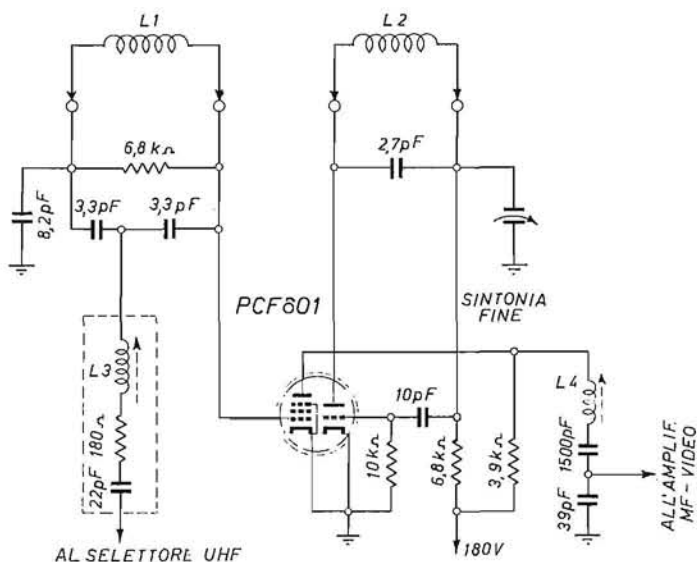 L1
L2
6,8 kΩ
2,7pF
8,2pF
3,3pF
3,3pF
PCF801
SINTONIA
FINE
L3
180Ω
22pF
10pF
10kΩ
6,8kΩ
3,9kΩ
L4
1500pF
39pF
ALL'AMPLIF.
MF-VIDEO
180V
AL SELETTORE UHF